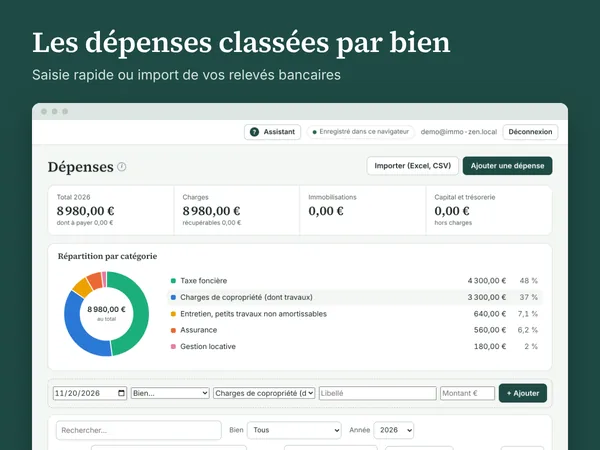 Les dépenses classées par bien
Saisie rapide ou import de vos relevés bancaires
? Assistant
Enregistré dans ce navigateur
demo@immo-zen.local
Déconnexion
Dépenses
Importer (Excel, CSV)
Ajouter une dépense
Total 2026
8 980,00 €
dont à payer 0,00 €
Charges
8 980,00 €
récupérables 0,00 €
Immobilisations
0,00 €
Capital et trésorerie
0,00 €
hors charges
Répartition par catégorie
8 980,00 €
au total
Taxe foncière 4 300,00 € 48 %
Charges de copropriété (dont travaux) 3 300,00 € 37 %
Entretien, petits travaux non amortissables 640,00 € 7,1 %
Assurance 560,00 € 6,2 %
Gestion locative 180,00 € 2 %
11/20/2026 Bien... Charges de copropriété (d Libellé Montant € + Ajouter
Rechercher... Bien Tous Année 2026